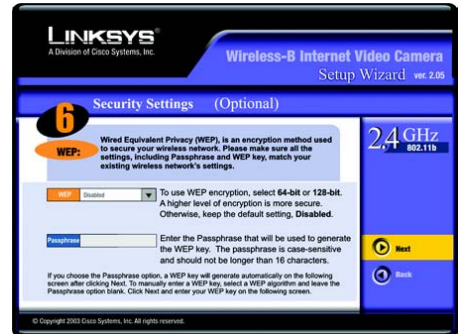 LINKSYS®
A Division of Cisco Systems, Inc.
Wireless-B Internet Video Camera
Setup Wizard ver. 2.05
6
Security Settings (Optional)
WEP:
Wired Equivalent Privacy (WEP), is an encryption method used
to secure your wireless network. Please make sure all the
settings, including Passphrase and WEP key, match your
existing wireless network's settings.
2.4 GHz
802.11b
WEP Disabled
To use WEP encryption, select 64-bit or 128-bit.
A higher level of encryption is more secure.
Otherwise, keep the default setting, Disabled.
Passphrase
Enter the Passphrase that will be used to generate
the WEP key. The passphrase is case-sensitive
and should not be longer than 16 characters.
If you choose the Passphrase option, a WEP key will generate automatically on the following
screen after clicking Next. To manually enter a WEP key, select a WEP algorithm and leave the
Passphrase option blank. Click Next and enter your WEP key on the following screen.
Next
Back
© Copyright 2003 Cisco Systems, Inc. All rights reserved.